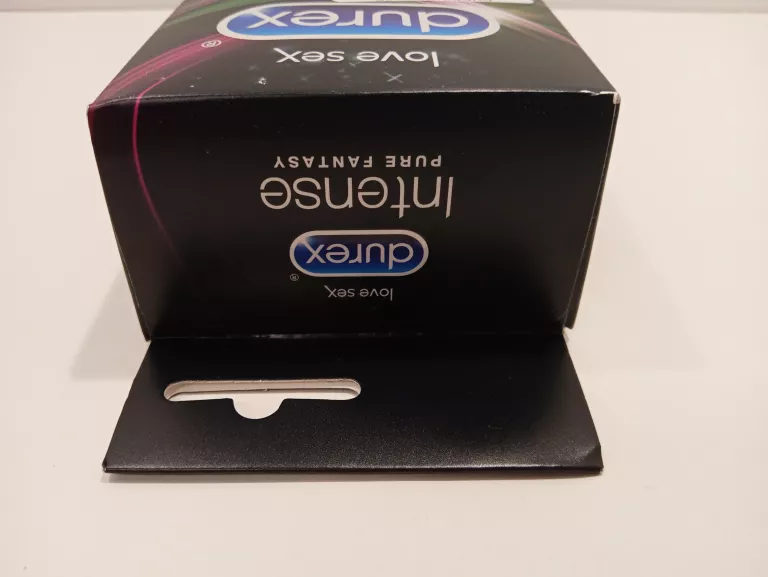 love sex
durex®
Intense
PURE FANTASY
durex®
love sex